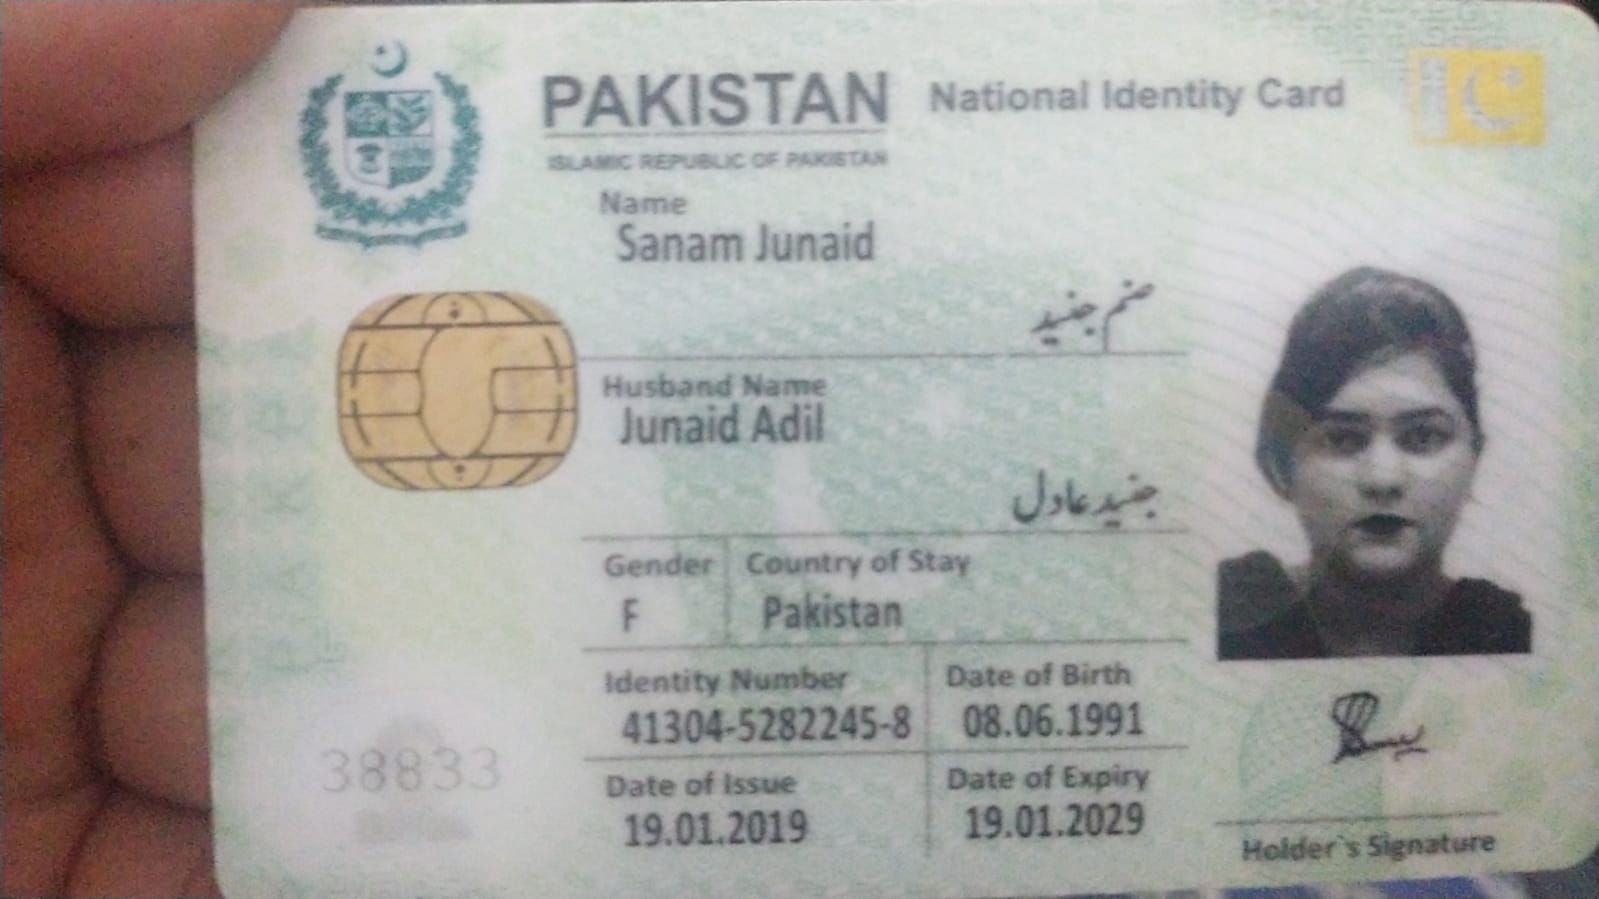 PAKISTAN National Identity Card
ISLAMIC REPUBLIC OF PAKISTAN
Name
Sanam Junaid
صنم جنید
Husband Name
Junaid Adil
جنید عادل
Gender Country of Stay
F Pakistan
Identity Number Date of Birth
41304-5282245-8 08.06.1991
Date of Issue Date of Expiry
19.01.2019 19.01.2029
38833
Holder`s Signature